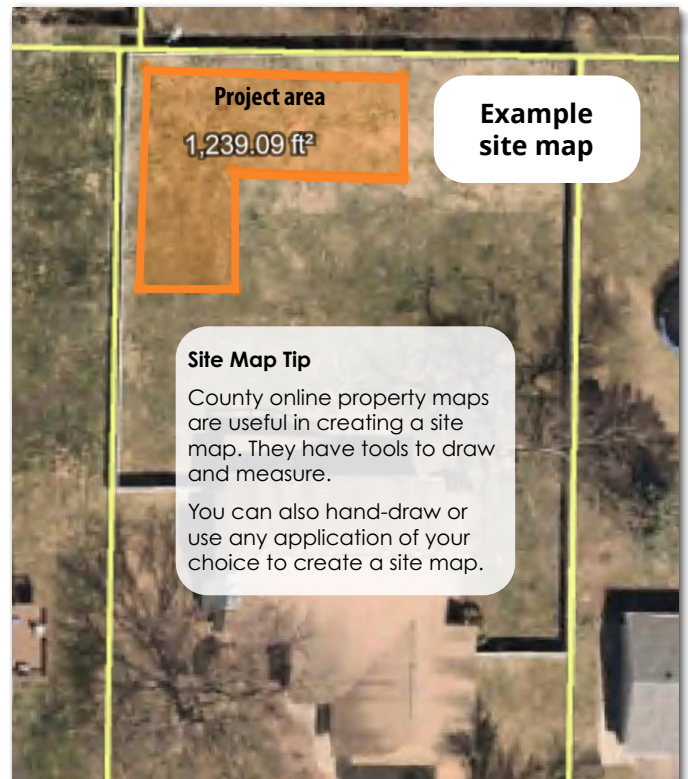 Project area
1,239.09 ft²
Example
site map
Site Map Tip
County online property maps
are useful in creating a site
map. They have tools to draw
and measure.
You can also hand-draw or
use any application of your
choice to create a site map.